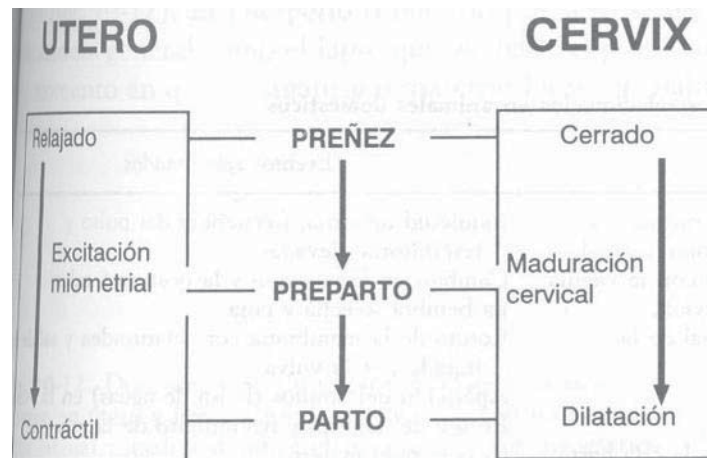 UTERO
CERVIX
Relajado
PREÑEZ
Cerrado
Excitación
miometrial
Maduración
cervical
PREPARTO
Contráctil
PARTO
Dilatación